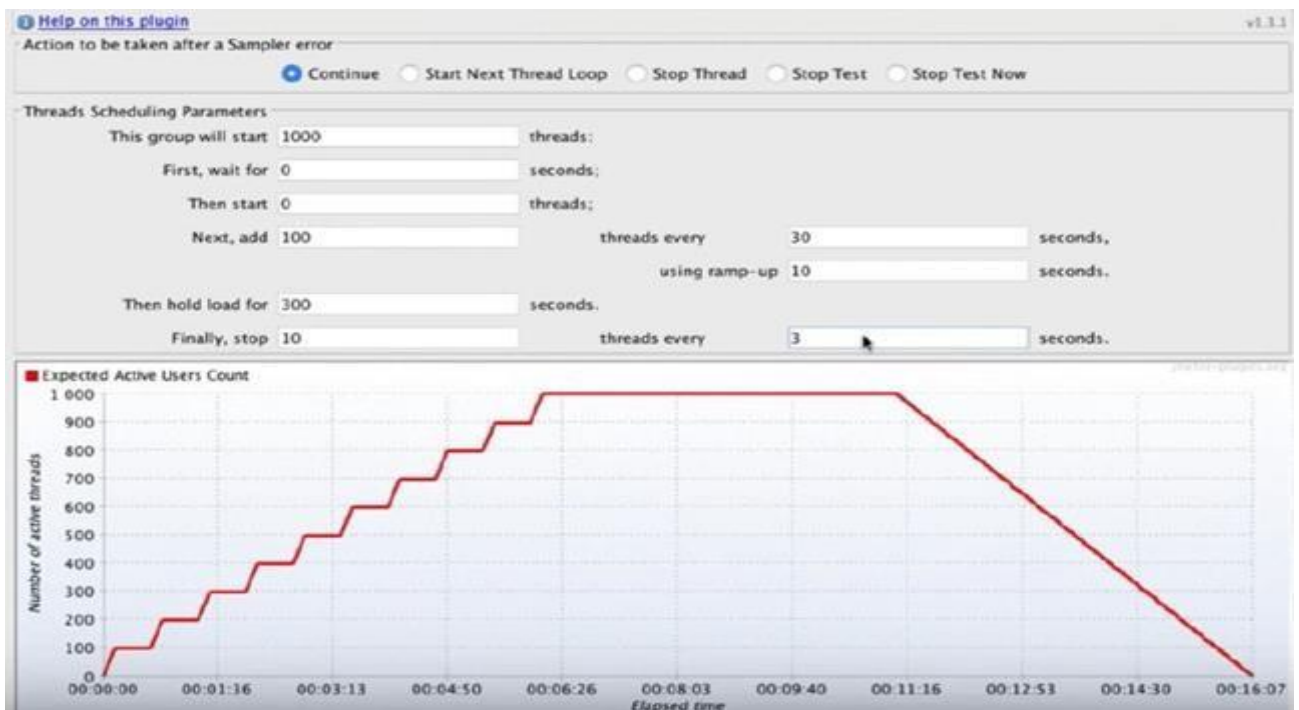 Help on this plugin v1.3.1
Action to be taken after a Sampler error
Continue Start Next Thread Loop Stop Thread Stop Test Stop Test Now
Threads Scheduling Parameters
This group will start 1000 threads:
First, wait for 0 seconds;
Then start 0 threads;
Next, add 100 threads every 30 seconds,
using ramp-up 10 seconds.
Then hold load for 300 seconds.
Finally, stop 10 threads every 3 seconds.
jmeter-plugins.org
Expected Active Users Count
Number of active threads
1 000
900
800
700
600
500
400
300
200
100
0
00:00:00 00:01:16 00:03:13 00:04:50 00:06:26 00:08:03 00:09:40 00:11:16 00:12:53 00:14:30 00:16:07
Elapsed time